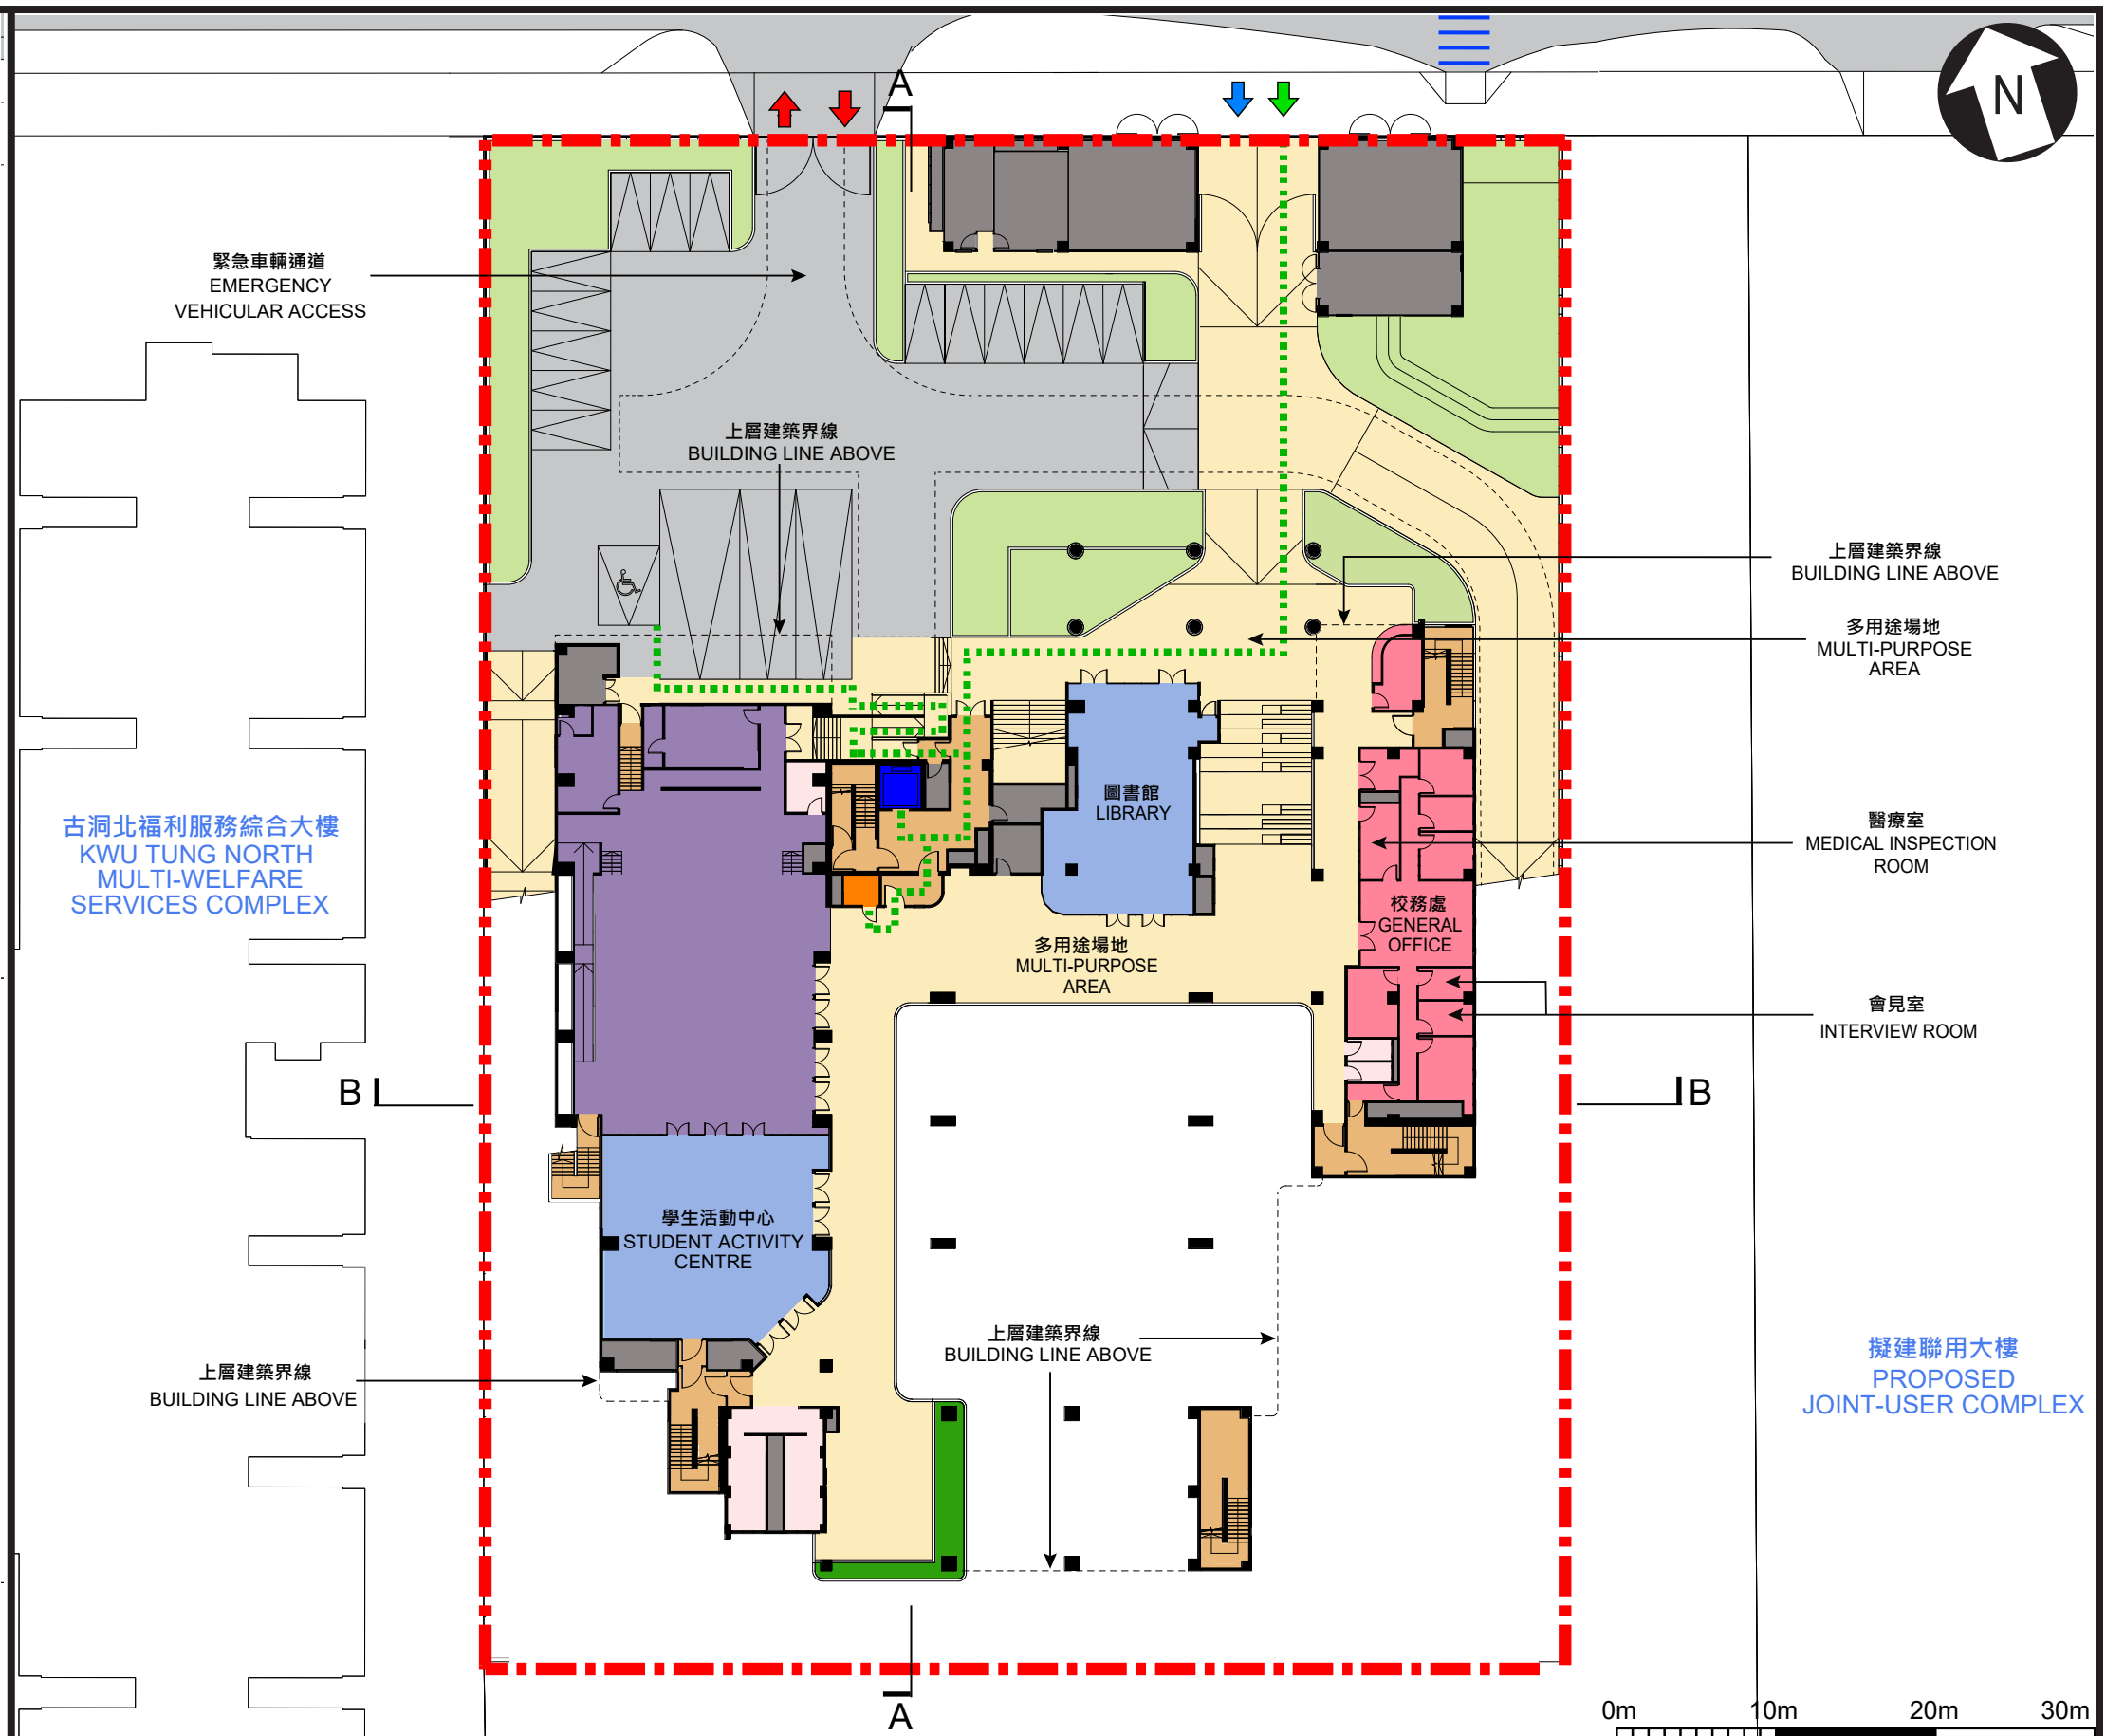 A
N
緊急車輛通道
EMERGENCY
VEHICULAR ACCESS
上層建築界線
BUILDING LINE ABOVE
上層建築界線
BUILDING LINE ABOVE
多用途場地
MULTI-PURPOSE
AREA
圖書館
LIBRARY
古洞北福利服務綜合大樓
KWU TUNG NORTH
MULTI-WELFARE
SERVICES COMPLEX
醫療室
MEDICAL INSPECTION
ROOM
校務處
GENERAL
OFFICE
多用途場地
MULTI-PURPOSE
AREA
會見室
INTERVIEW ROOM
B
B
學生活動中心
STUDENT ACTIVITY
CENTRE
上層建築界線
BUILDING LINE ABOVE
上層建築界線
BUILDING LINE ABOVE
擬建聯用大樓
PROPOSED
JOINT-USER COMPLEX
A
0m 10m 20m 30m